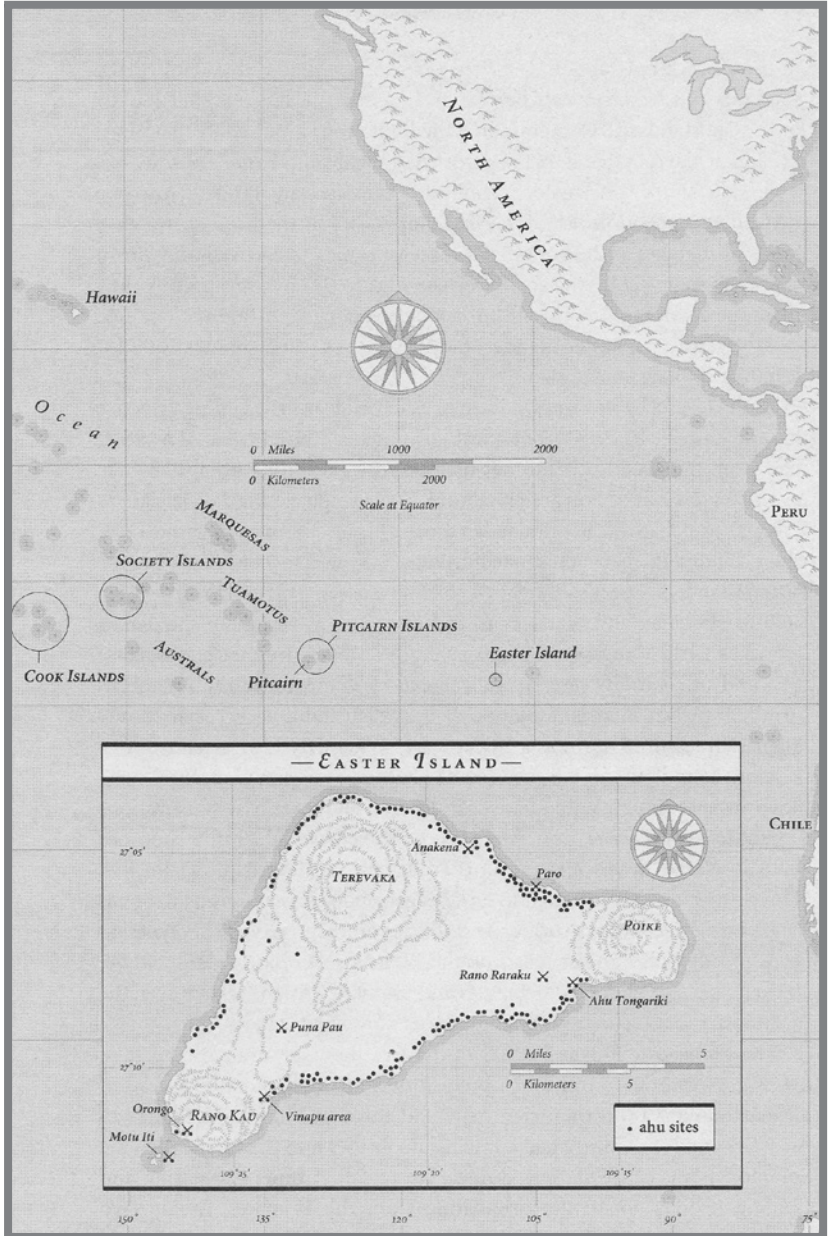 NORTH AMERICA
Hawaii
Ocean
0 Miles 1000 2000
0 Kilometers 2000
Scale at Equator
MARQUESAS
PERU
SOCIETY ISLANDS
TUAMOTUS
PITCAIRN ISLANDS
Easter Island
AUSTRALS
COOK ISLANDS
Pitcairn
—EASTER ISLAND—
CHILE
27°05'
Anakena
Paro
TEREVAKA
POIKE
Rano Raraku
Ahu Tongariki
Puna Pau
0 Miles 5
27°10'
0 Kilometers 5
Orongo
RANO KAU
Vinapu area
• ahu sites
Motu Iti
109°25' 109°20' 109°15'
150° 135° 120° 105° 90° 75°